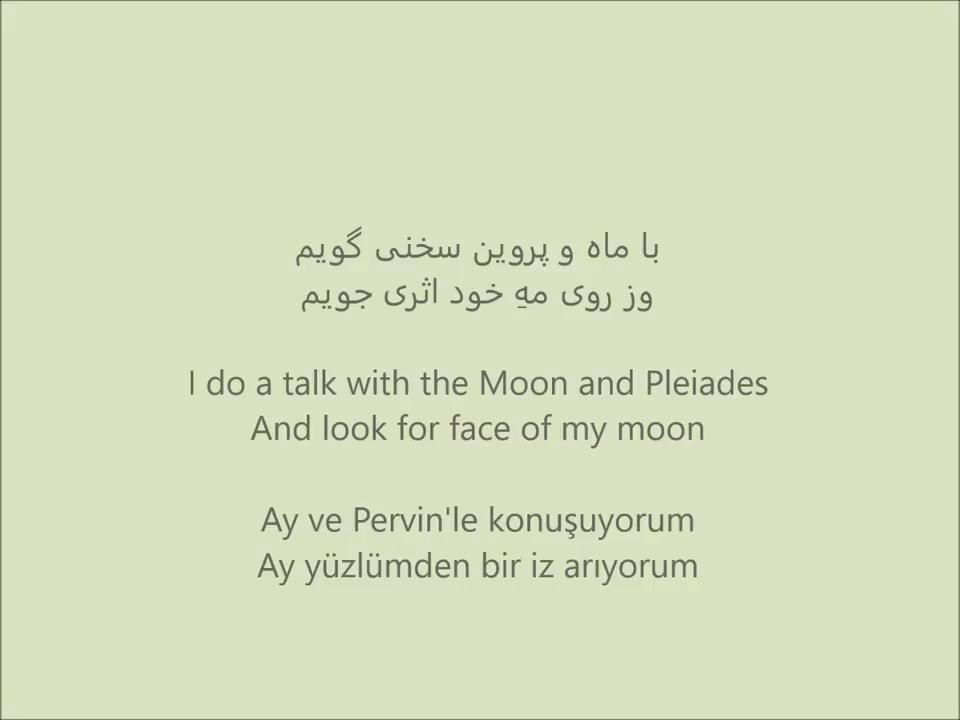 با ماه و پروین سخنی گویم
وز روی مهِ خود اثری جویم
I do a talk with the Moon and Pleiades
And look for face of my moon
Ay ve Pervin'le konuşuyorum
Ay yüzlümden bir iz arıyorum